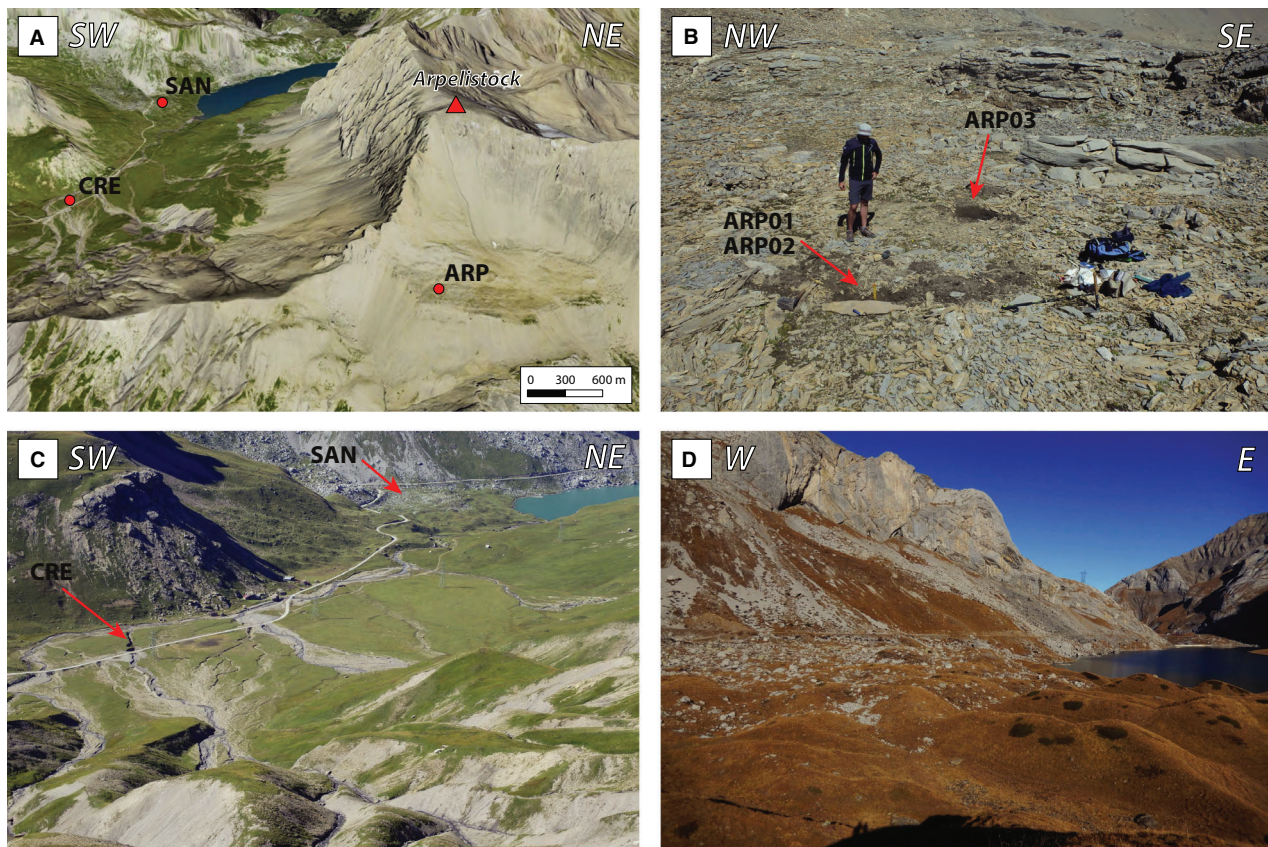 A SW NE
SAN
Arpelistock
CRE
ARP
0 300 600 m
B NW SE
ARP03
ARP01
ARP02
C SW NE
SAN
CRE
D W E